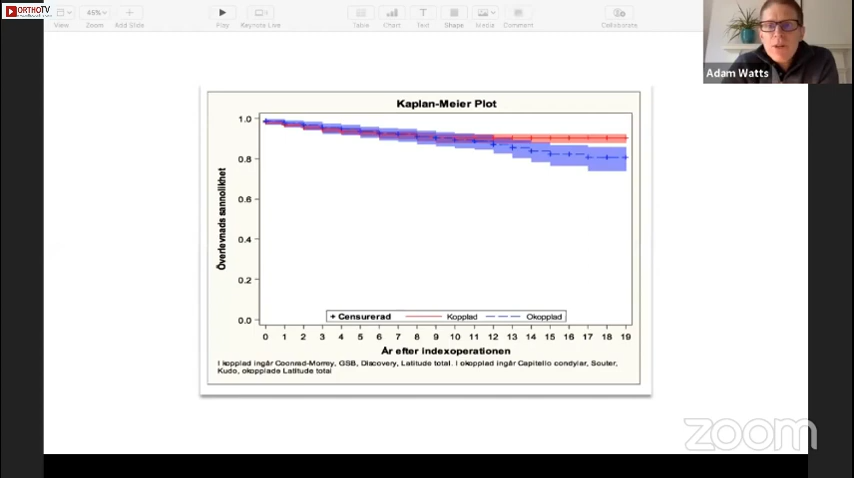 ORTHOTV
View
45%
Zoom
Add Slide
Play
Keynote Live
Table
Chart
Text
Shape
Media
Comment
Collaborate
Adam Watts
Kaplan-Meier Plot
1.0
0.8
0.6
0.4
0.2
0.0
Överlevnads sannolikhet
+ Censurerad
Kopplad
Okopplad
0 1 2 3 4 5 6 7 8 9 10 11 12 13 14 15 16 17 18 19
År efter indexoperationen
I kopplad ingår Coonrad-Morrey, GSB, Discovery, Latitude total. I okopplad ingår Capitello condylar, Souter,
Kudo, okopplade Latitude total
zoom